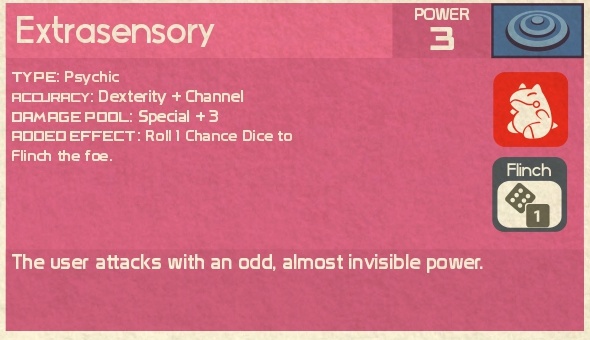 Extrasensory
POWER
3
TYPE: Psychic
ACCURACY: Dexterity + Channel
DAMAGE POOL: Special + 3
ADDED EFFECT: Roll 1 Chance Dice to
Flinch the foe.
Flinch
1
The user attacks with an odd, almost invisible power.